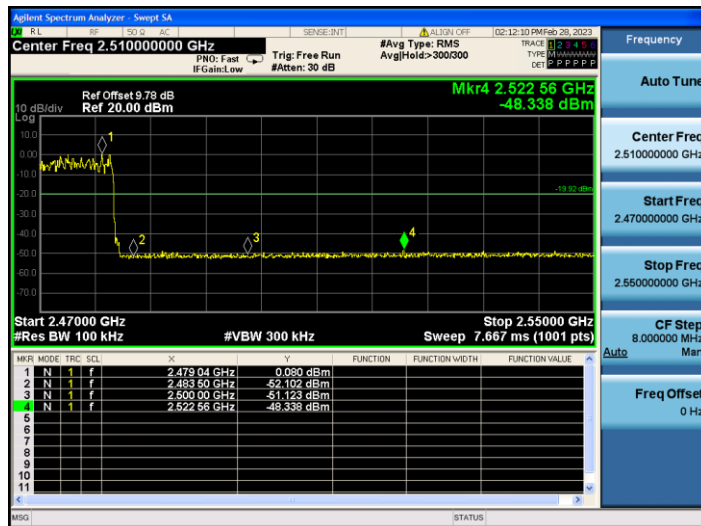 Agilent Spectrum Analyzer - Swept SA
RL RF 50 Ω AC SENSE:INT ALIGN OFF 02:12:10 PM Feb 28, 2023
Center Freq 2.510000000 GHz
PNO: Fast
IFGain:Low
Trig: Free Run
#Atten: 30 dB
#Avg Type: RMS
Avg|Hold:>300/300
TRACE 1 2 3 4 5 6
TYPE
DET P P P P P P
Ref Offset 9.78 dB
10 dB/div Ref 20.00 dBm
Log
Mkr4 2.522 56 GHz
-48.338 dBm
10.0
0.00
-10.0
-20.0
-30.0
-40.0
-50.0
-60.0
-70.0
1
2
3
4
-19.92 dBm
Start 2.47000 GHz Stop 2.55000 GHz
#Res BW 100 kHz #VBW 300 kHz Sweep 7.667 ms (1001 pts)
MKR MODE TRC SCL X Y FUNCTION FUNCTION WIDTH FUNCTION VALUE
1 N 1 f 2.479 04 GHz 0.080 dBm
2 N 1 f 2.483 50 GHz -52.102 dBm
3 N 1 f 2.500 00 GHz -51.123 dBm
4 N 1 f 2.522 56 GHz -48.338 dBm
5
6
7
8
9
10
11
MSG STATUS
Frequency
Auto Tune
Center Freq
2.510000000 GHz
Start Freq
2.470000000 GHz
Stop Freq
2.550000000 GHz
CF Step
8.000000 MHz
Auto Man
Freq Offset
0 Hz